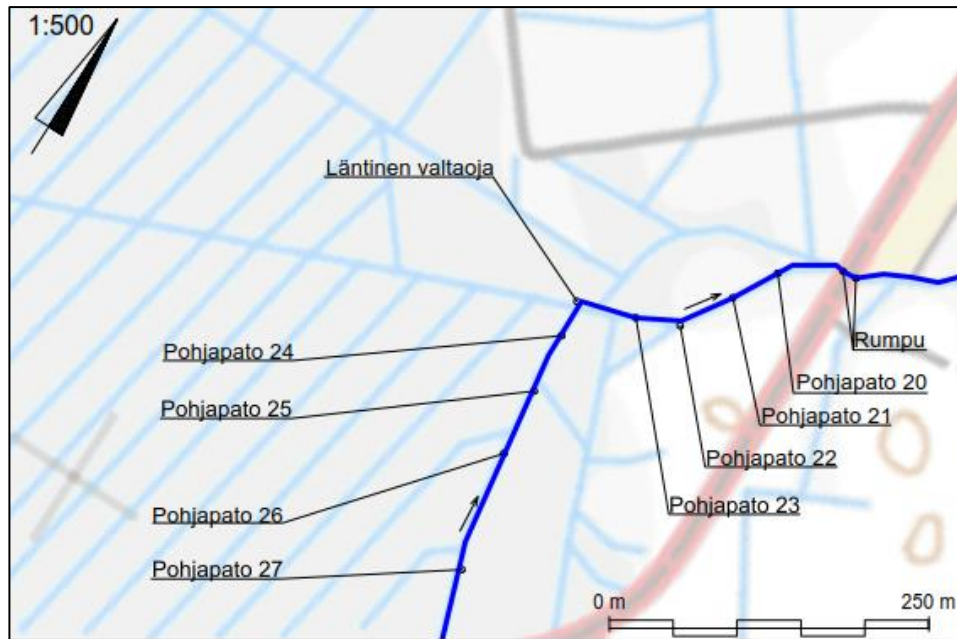 1:500
Läntinen valtaoja
Pohjapato 24
Rumpu
Pohjapato 20
Pohjapato 25
Pohjapato 21
Pohjapato 22
Pohjapato 23
Pohjapato 26
Pohjapato 27
0 m
250 m